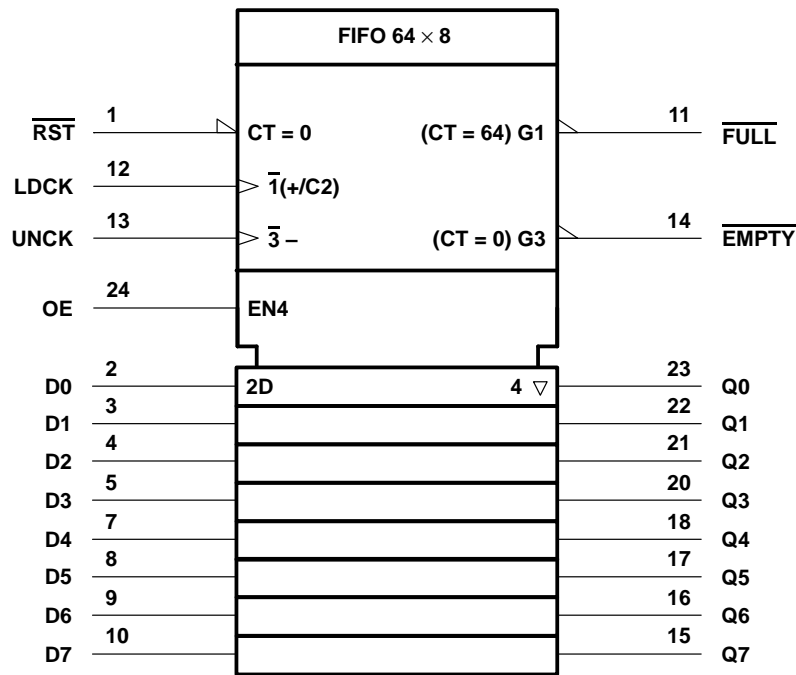 FIFO 64 × 8
R̅S̅T̅ 1 CT = 0 (CT = 64) G1 11 F̅U̅L̅L̅
LDCK 12 1̅(+/C2)
UNCK 13 3̅ – (CT = 0) G3 14 E̅M̅P̅T̅Y̅
OE 24 EN4
D0 2 2D 4 ▽ 23 Q0
D1 3 22 Q1
D2 4 21 Q2
D3 5 20 Q3
D4 7 18 Q4
D5 8 17 Q5
D6 9 16 Q6
D7 10 15 Q7